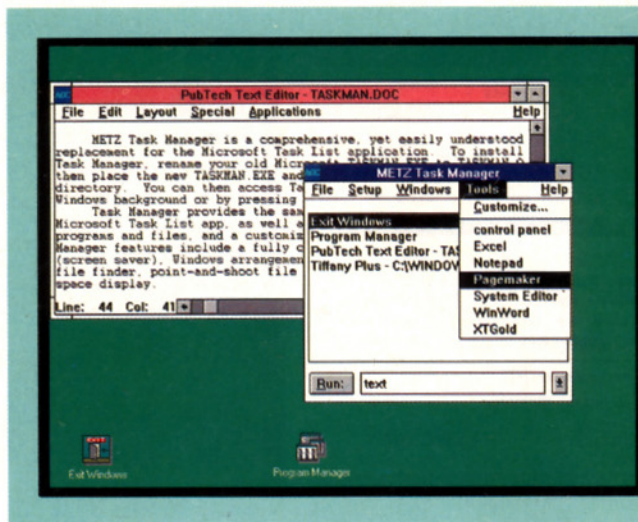 PubTech Text Editor - TASKMAN.DOC
File Edit Layout Special Applications Help
METZ Task Manager is a comprehensive, yet easily understood
replacement for the Microsoft Task List application. To install
Task Manager, rename your old Micr
then place the new TASKMAN.EXE and
directory. You can then access Ta
Windows background or by pressing
Task Manager provides the sam
Microsoft Task List app, as well a
programs and files, and a customiz
Manager features include a fully c
(screen saver), Windows arrangemen
file finder, point-and-shoot file
space display.
Line: 44 Col: 41
METZ Task Manager
File Setup Windows Tools Help
Exit Windows
Program Manager
PubTech Text Editor - TAS
Tiffany Plus - C:\WINDOW
Customize...
control panel
Excel
Notepad
Pagemaker
System Editor
WinWord
XTGold
Run: text
EXIT
Exit Windows
Program Manager